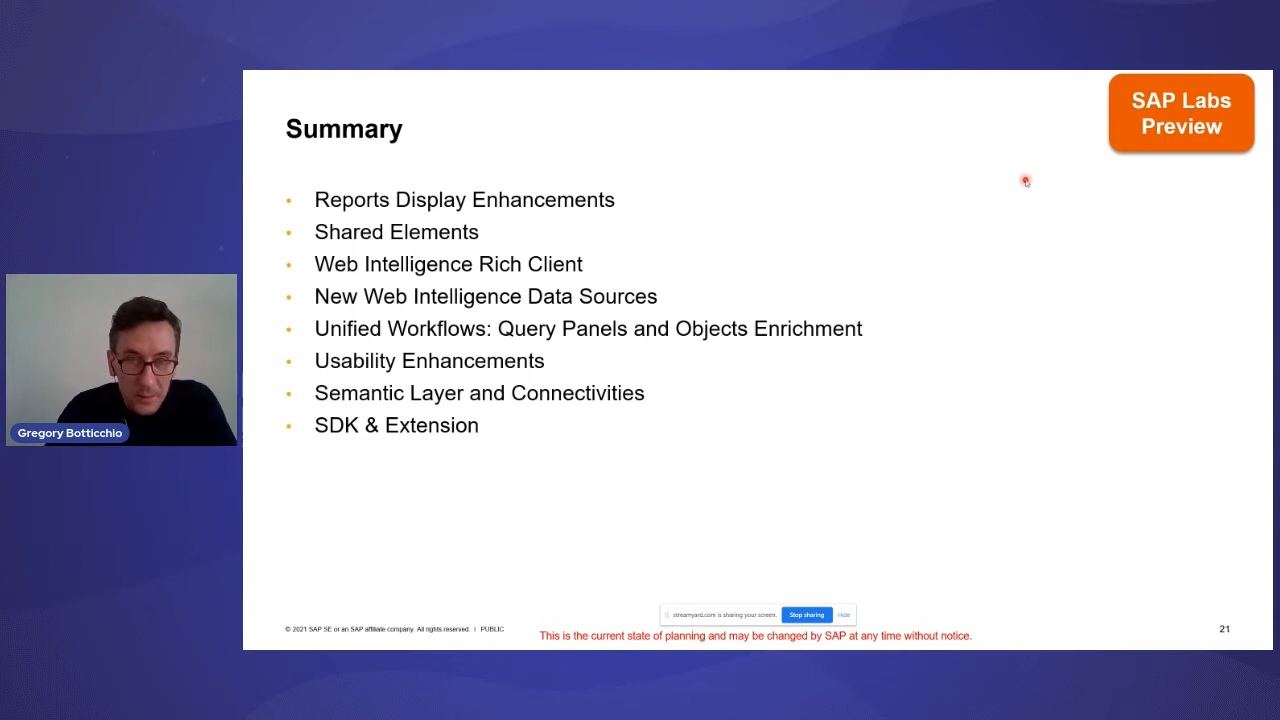 SAP Labs
Preview
Summary
• Reports Display Enhancements
• Shared Elements
• Web Intelligence Rich Client
• New Web Intelligence Data Sources
• Unified Workflows: Query Panels and Objects Enrichment
• Usability Enhancements
• Semantic Layer and Connectivities
• SDK & Extension
Gregory Botticchio
streamyard.com is sharing your screen. Stop sharing Hide
© 2021 SAP SE or an SAP affiliate company. All rights reserved. | PUBLIC
This is the current state of planning and may be changed by SAP at any time without notice.
21